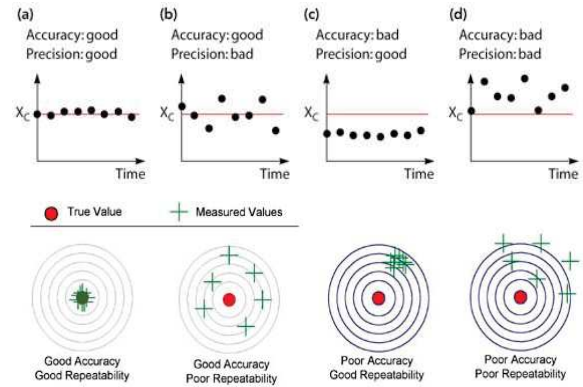 (a)
Accuracy: good
Precision: good
X_C
Time
(b)
Accuracy: good
Precision: bad
X_C
Time
(c)
Accuracy: bad
Precision: good
X_C
Time
(d)
Accuracy: bad
Precision: bad
X_C
Time
True Value
Measured Values
Good Accuracy
Good Repeatability
Good Accuracy
Poor Repeatability
Poor Accuracy
Good Repeatability
Poor Accuracy
Poor Repeatability